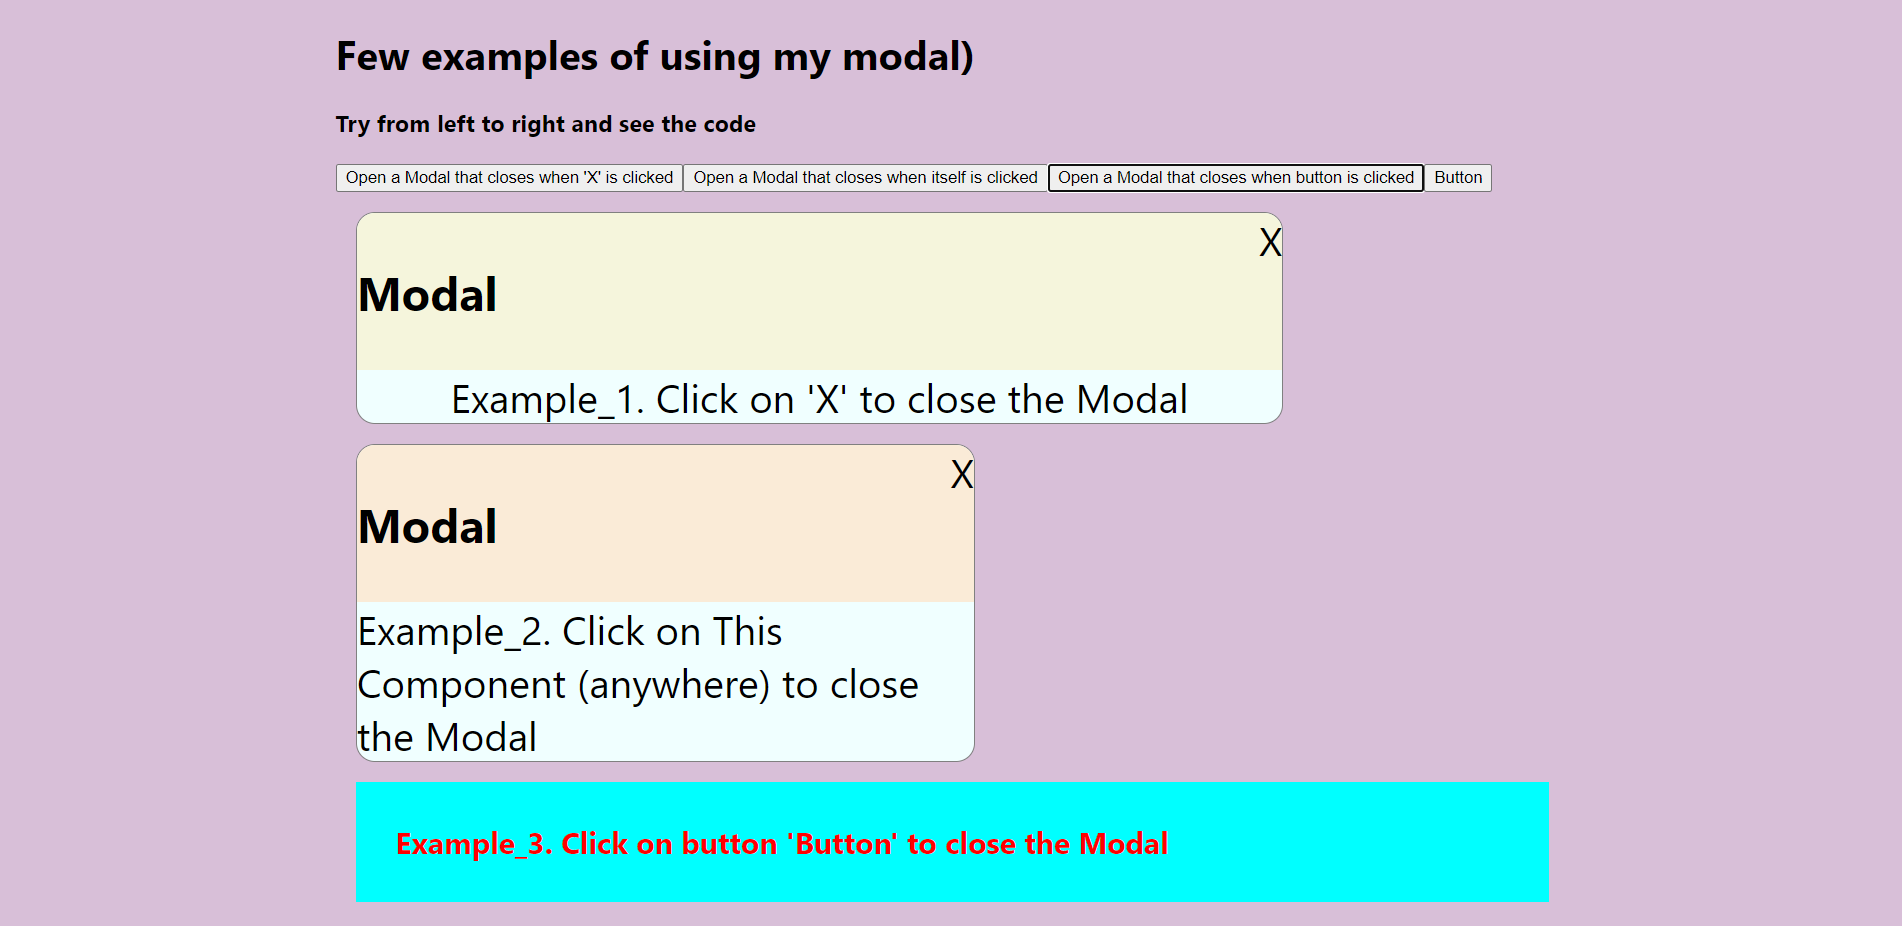 Few examples of using my modal)
Try from left to right and see the code
Open a Modal that closes when 'X' is clicked Open a Modal that closes when itself is clicked Open a Modal that closes when button is clicked Button
X
Modal
Example_1. Click on 'X' to close the Modal
X
Modal
Example_2. Click on This
Component (anywhere) to close
the Modal
Example_3. Click on button 'Button' to close the Modal